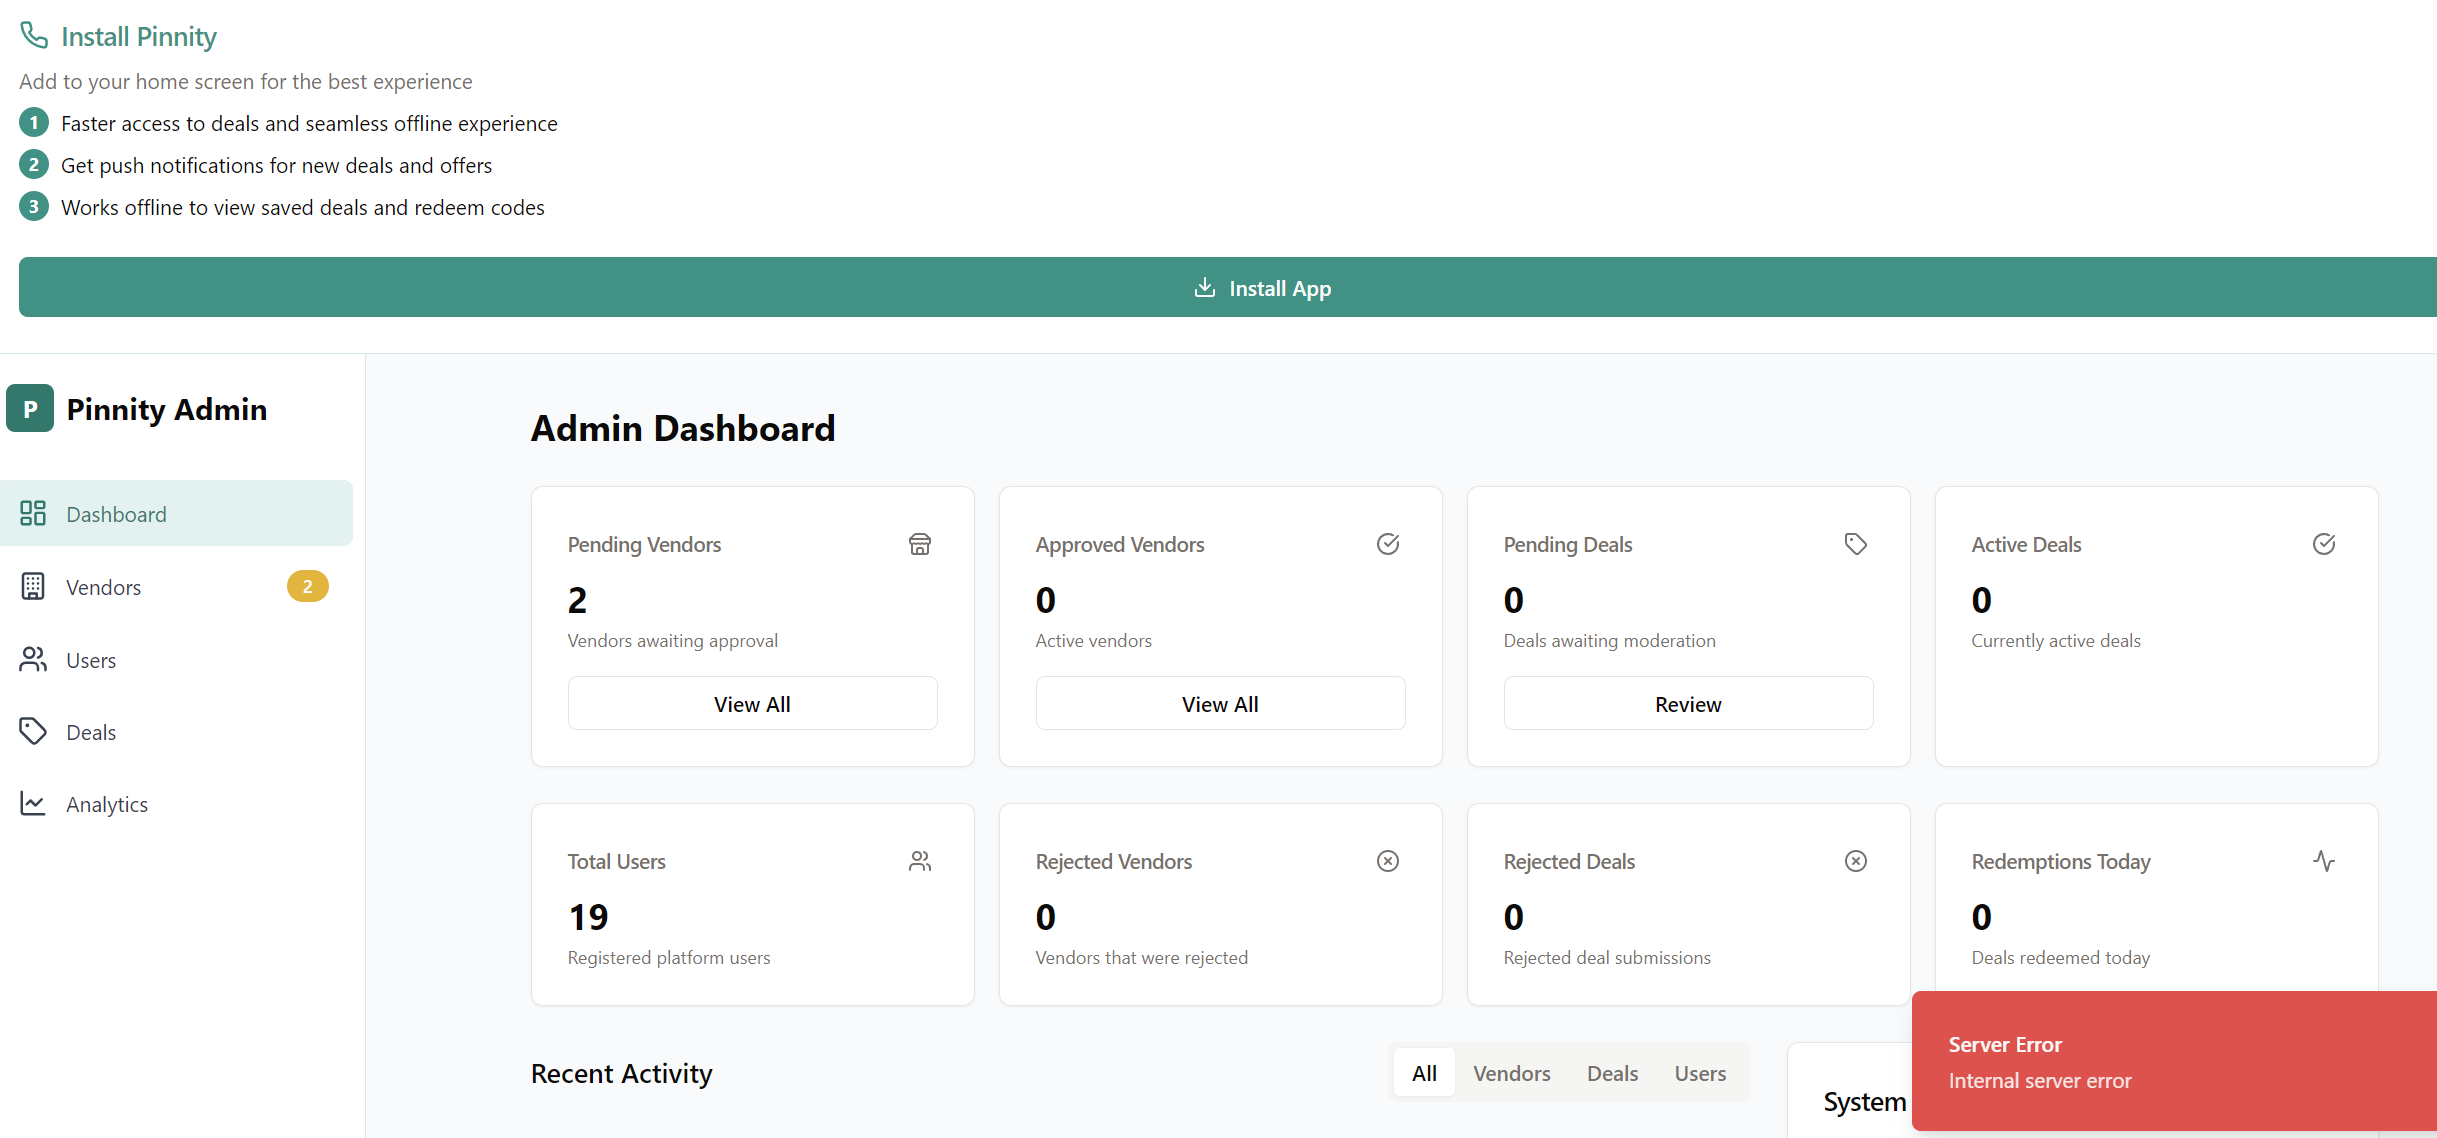 Install Pinnity
Add to your home screen for the best experience
1 Faster access to deals and seamless offline experience
2 Get push notifications for new deals and offers
3 Works offline to view saved deals and redeem codes
Install App
P Pinnity Admin
Dashboard
Vendors 2
Users
Deals
Analytics
Admin Dashboard
Pending Vendors
2
Vendors awaiting approval
View All
Approved Vendors
0
Active vendors
View All
Pending Deals
0
Deals awaiting moderation
Review
Active Deals
0
Currently active deals
Total Users
19
Registered platform users
Rejected Vendors
0
Vendors that were rejected
Rejected Deals
0
Rejected deal submissions
Redemptions Today
0
Deals redeemed today
Recent Activity
All Vendors Deals Users
System
Server Error
Internal server error